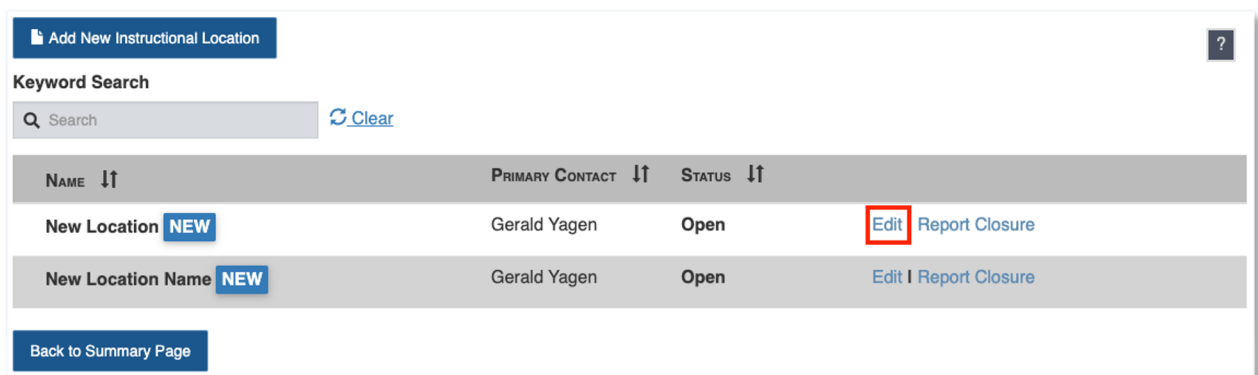 Add New Instructional Location
?
Keyword Search
Search
Clear
NAME PRIMARY CONTACT STATUS
New Location NEW Gerald Yagen Open Edit Report Closure
New Location Name NEW Gerald Yagen Open Edit | Report Closure
Back to Summary Page